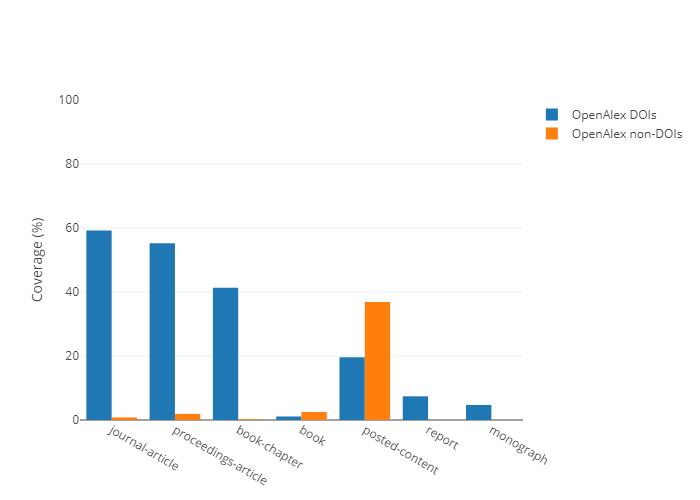 100
80
60
40
20
0
Coverage (%)
journal-article
proceedings-article
book-chapter
book
posted-content
report
monograph
OpenAlex DOIs
OpenAlex non-DOIs